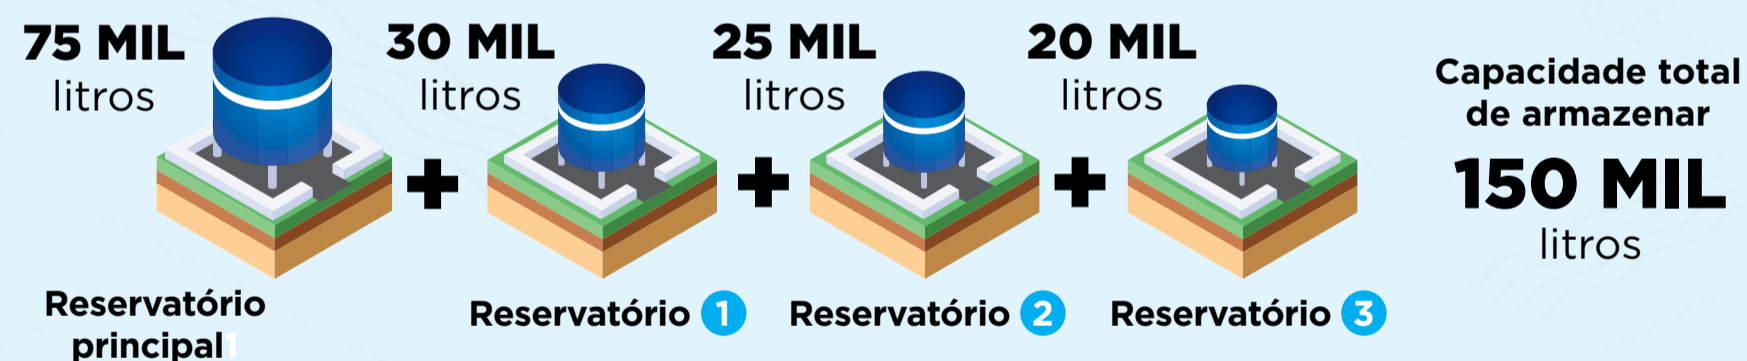 75 MIL
litros
30 MIL
litros
25 MIL
litros
20 MIL
litros
Capacidade total
de armazenar
150 MIL
litros
Reservatório
principal1
Reservatório 1
Reservatório 2
Reservatório 3